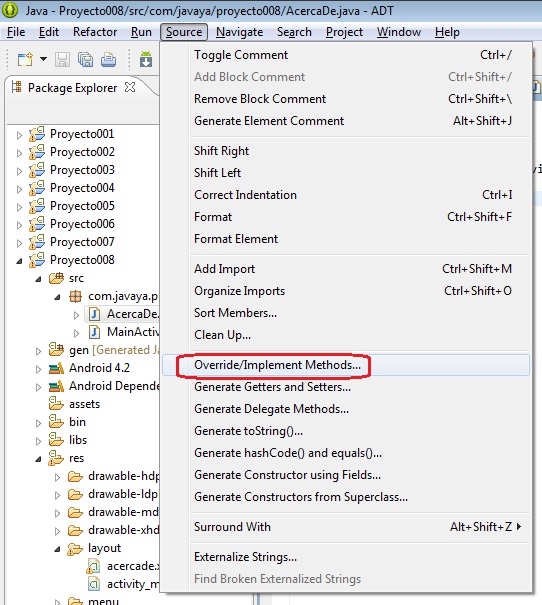 Java - Proyecto008/src/com/javaya/proyecto008/AcercaDe.java - ADT
File Edit Refactor Run Source Navigate Search Project Window Help
Package Explorer
Proyecto001
Proyecto002
Proyecto003
Proyecto004
Proyecto005
Proyecto006
Proyecto007
Proyecto008
src
com.javaya.p
AcercaDe.
MainActiv
gen [Generated Ja
Android 4.2
Android Depende
assets
bin
libs
res
drawable-hdp
drawable-ldp
drawable-md
drawable-xhd
layout
acercade.x
activity_m
menu
Toggle Comment Ctrl+/
Add Block Comment Ctrl+Shift+/
Remove Block Comment Ctrl+Shift+\
Generate Element Comment Alt+Shift+J
Shift Right
Shift Left
Correct Indentation Ctrl+I
Format Ctrl+Shift+F
Format Element
Add Import Ctrl+Shift+M
Organize Imports Ctrl+Shift+O
Sort Members...
Clean Up...
Override/Implement Methods...
Generate Getters and Setters...
Generate Delegate Methods...
Generate toString()...
Generate hashCode() and equals()...
Generate Constructor using Fields...
Generate Constructors from Superclass...
Surround With Alt+Shift+Z
Externalize Strings...
Find Broken Externalized Strings
vi